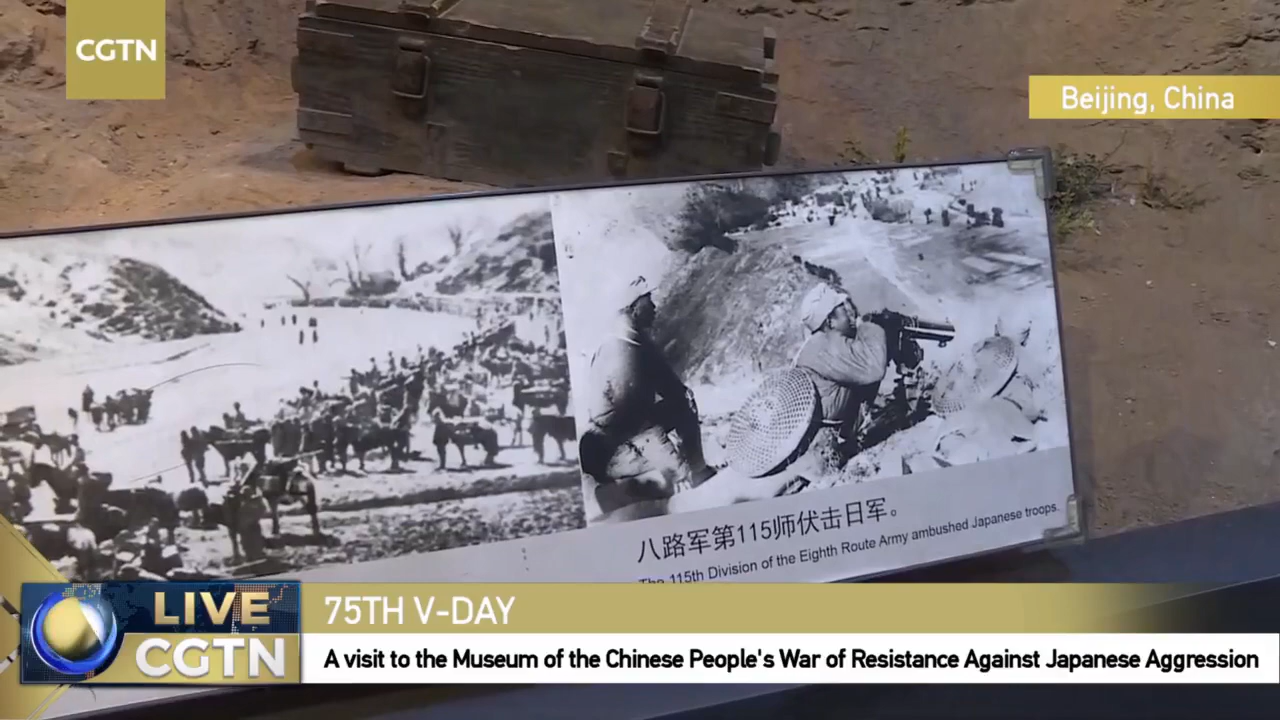 CGTN
Beijing, China
八路军第115师伏击日军。
The 115th Division of the Eighth Route Army ambushed Japanese troops.
LIVE
CGTN
75TH V-DAY
A visit to the Museum of the Chinese People's War of Resistance Against Japanese Aggression